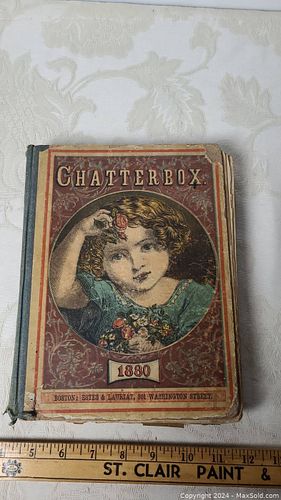 CHATTERBOX.
1880
BOSTON: ESTES & LAURIAT, 301 WASHINGTON STREET.
5 6 7 8 9 10 11 12
ST. CLAIR PAINT &
Copyright © 2024 - MaxSold.com